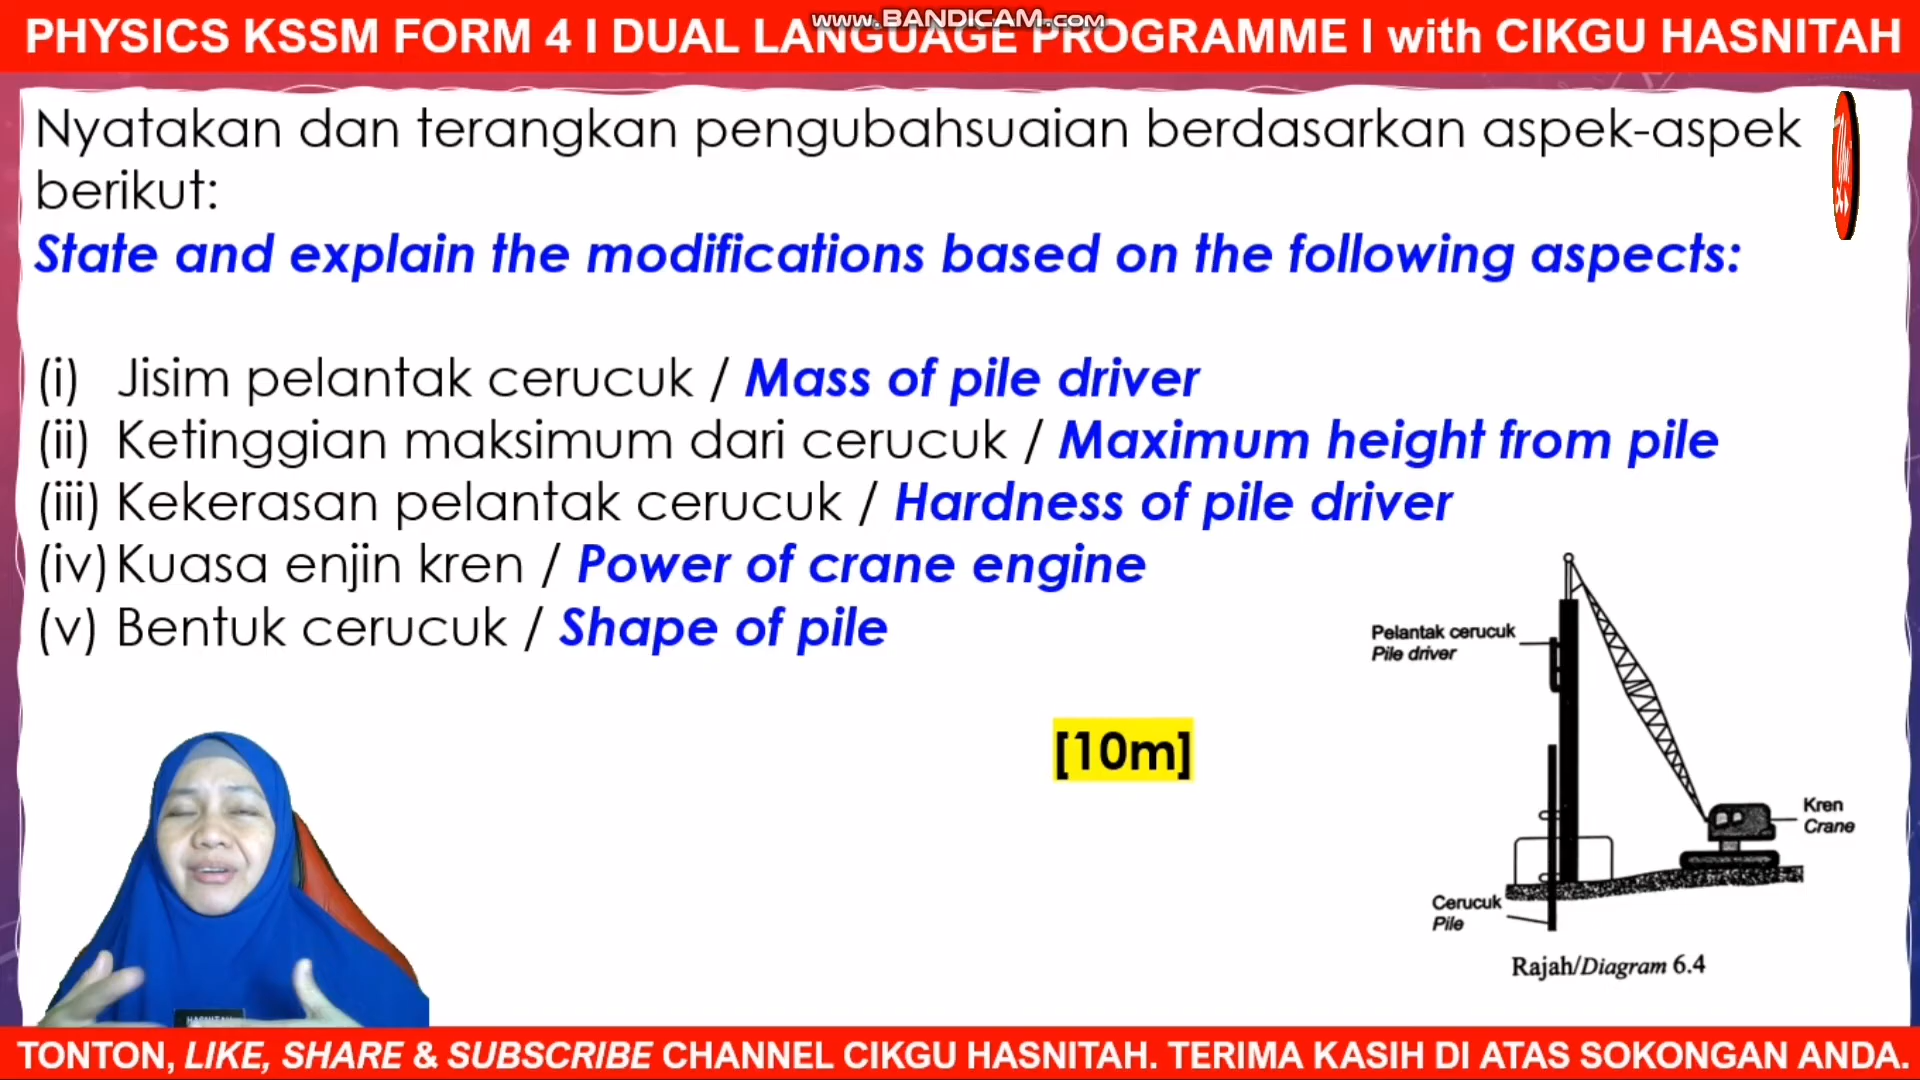 www.BANDICAM.com
PHYSICS KSSM FORM 4 I DUAL LANGUAGE PROGRAMME I with CIKGU HASNITAH
Nyatakan dan terangkan pengubahsuaian berdasarkan aspek-aspek
berikut:
State and explain the modifications based on the following aspects:
(i) Jisim pelantak cerucuk / Mass of pile driver
(ii) Ketinggian maksimum dari cerucuk / Maximum height from pile
(iii) Kekerasan pelantak cerucuk / Hardness of pile driver
(iv) Kuasa enjin kren / Power of crane engine
(v) Bentuk cerucuk / Shape of pile
[10m]
Pelantak cerucuk
Pile driver
Kren
Crane
Cerucuk
Pile
Rajah/Diagram 6.4
HASNITAH
TONTON, LIKE, SHARE & SUBSCRIBE CHANNEL CIKGU HASNITAH. TERIMA KASIH DI ATAS SOKONGAN ANDA.